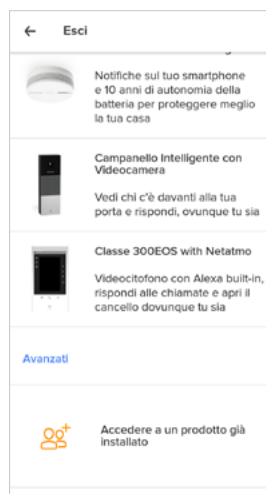 Esci
Notifiche sul tuo smartphone
e 10 anni di autonomia della
batteria per proteggere meglio
la tua casa
Campanello Intelligente con
Videocamera
Vedi chi c'è davanti alla tua
porta e rispondi, ovunque tu sia
Classe 300EOS with Netatmo
Videocitofono con Alexa built-in,
rispondi alle chiamate e apri il
cancello dovunque tu sia
Avanzati
Accedere a un prodotto già
installato